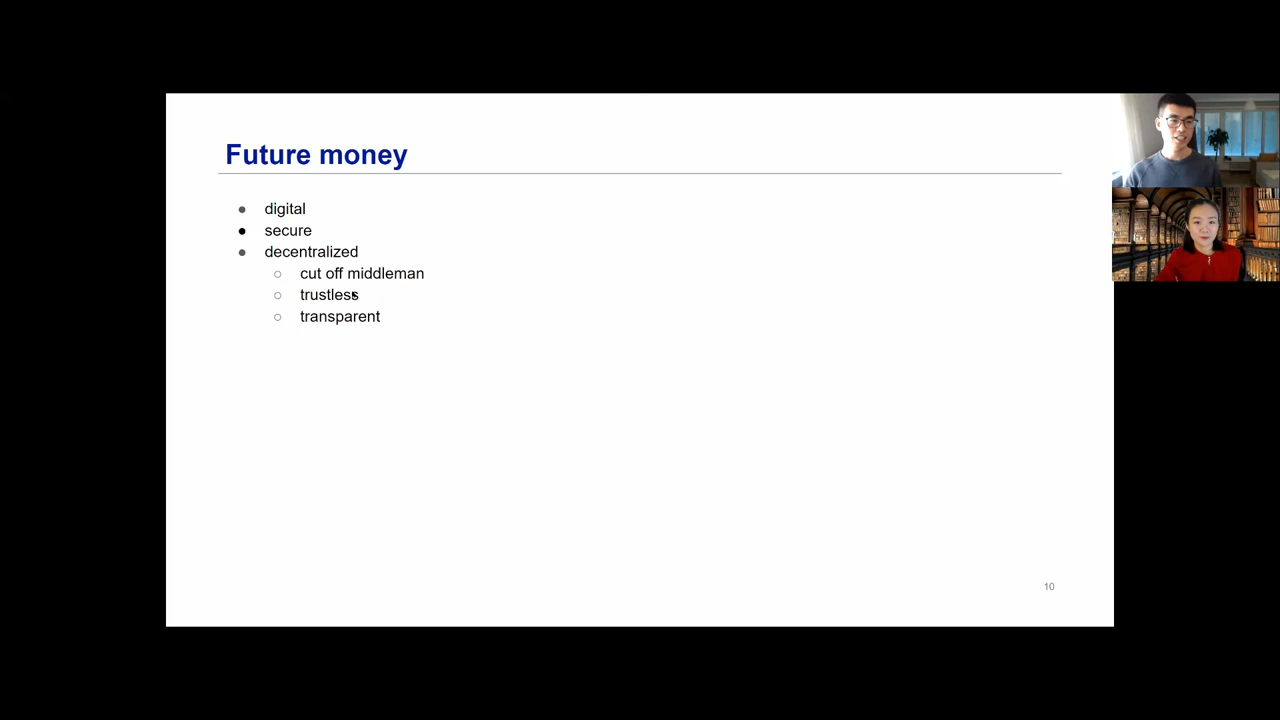 Future money
● digital
● secure
● decentralized
○ cut off middleman
○ trustless
○ transparent
10